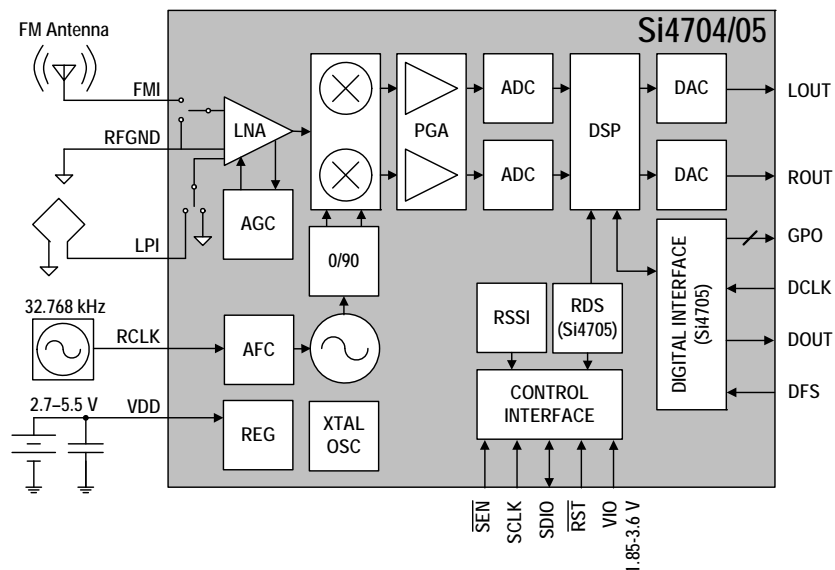 Si4704/05
FM Antenna
FMI
RFGND
LPI
32.768 kHz
RCLK
2.7–5.5 V
VDD
LNA
AGC
0/90
AFC
REG
XTAL
OSC
PGA
ADC
ADC
DSP
DAC
DAC
LOUT
ROUT
GPO
DCLK
DOUT
DFS
DIGITAL INTERFACE
(Si4705)
RSSI
RDS
(Si4705)
CONTROL
INTERFACE
SEN
SCLK
SDIO
RST
VIO
1.85-3.6 V